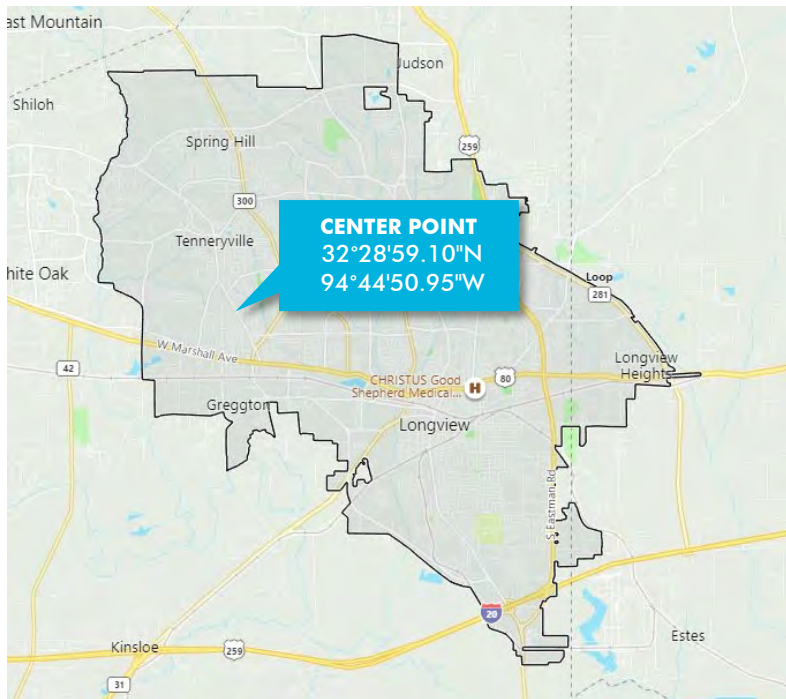 ast Mountain
Judson
Shiloh
Spring Hill
259
300
CENTER POINT
32°28'59.10"N
94°44'50.95"W
Tenneryville
hite Oak
Loop
281
W Marshall Ave
Longview
Heights
42
CHRISTUS Good
Shepherd Medical...
H
80
Greggton
Longview
S Eastman Rd
20
Kinsloe
259
Estes
31